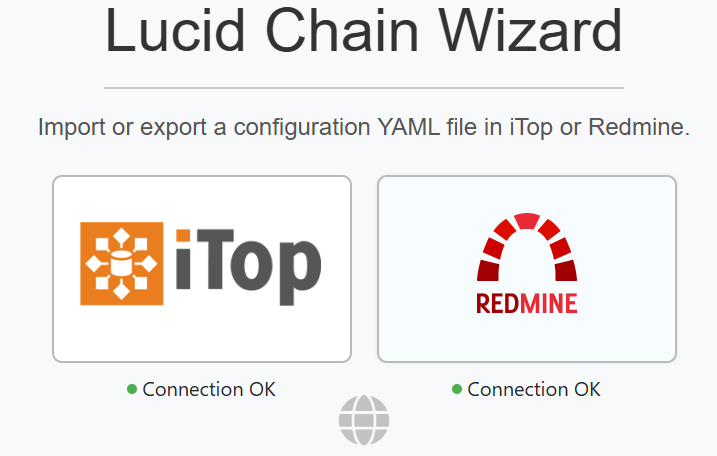 Lucid Chain Wizard
Import or export a configuration YAML file in iTop or Redmine.
iTop
REDMINE
Connection OK
Connection OK